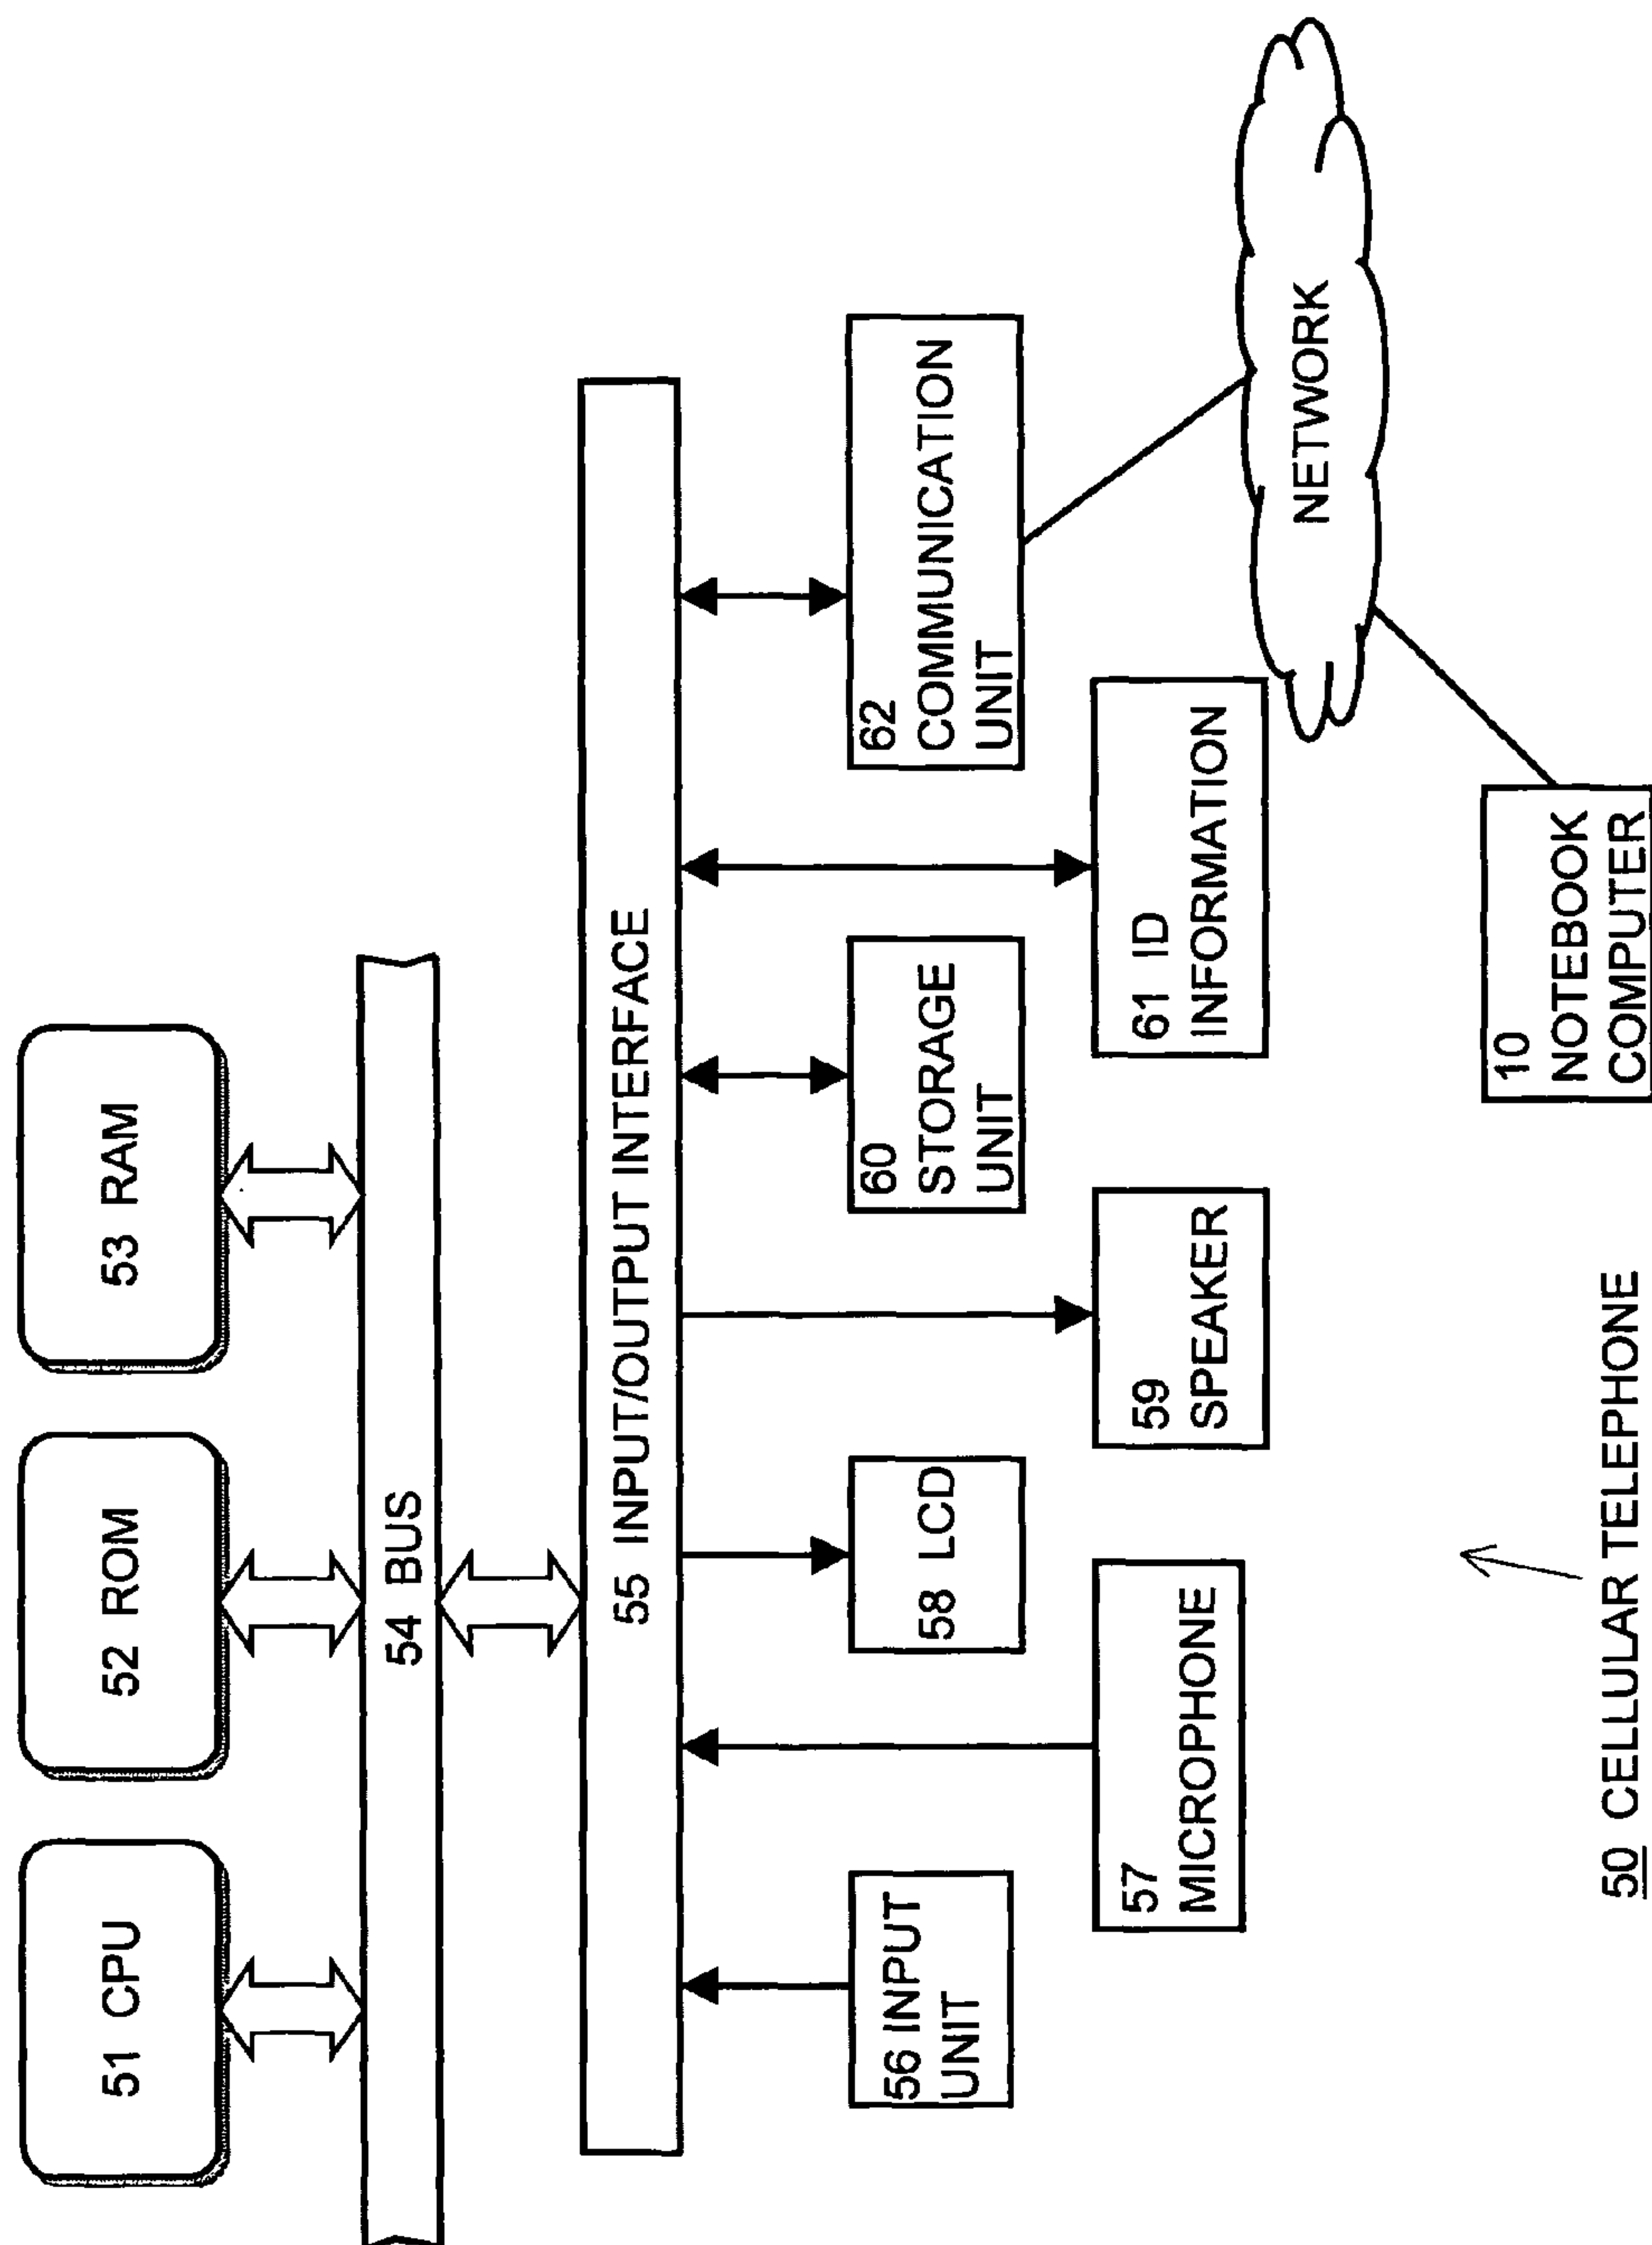 51 CPU
52 ROM
53 RAM
54 BUS
55 INPUT/OUTPUT INTERFACE
56 INPUT
UNIT
57
MICROPHONE
58 LCD
59
SPEAKER
60
STORAGE
UNIT
61 ID
INFORMATION
62
COMMUNICATION
UNIT
NETWORK
10
NOTEBOOK
COMPUTER
50 CELLULAR TELEPHONE